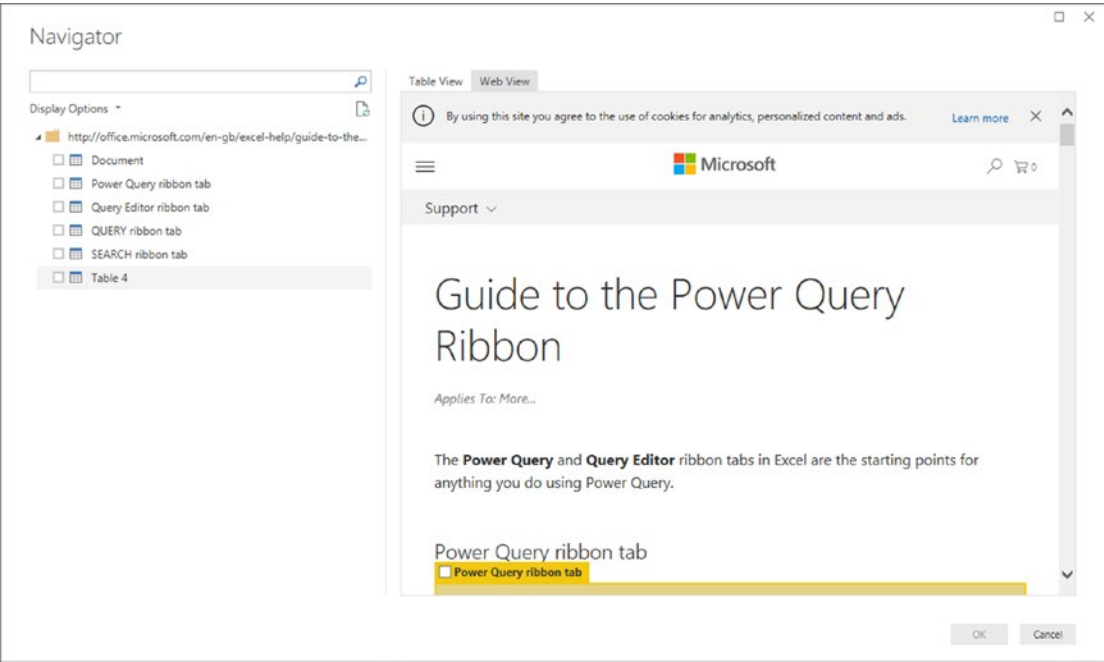 Navigator
Display Options
http://office.microsoft.com/en-gb/excel-help/guide-to-the...
Document
Power Query ribbon tab
Query Editor ribbon tab
QUERY ribbon tab
SEARCH ribbon tab
Table 4
Table View Web View
By using this site you agree to the use of cookies for analytics, personalized content and ads. Learn more
Microsoft
0
Support
Guide to the Power Query
Ribbon
Applies To: More...
The Power Query and Query Editor ribbon tabs in Excel are the starting points for
anything you do using Power Query.
Power Query ribbon tab
Power Query ribbon tab
OK Cancel